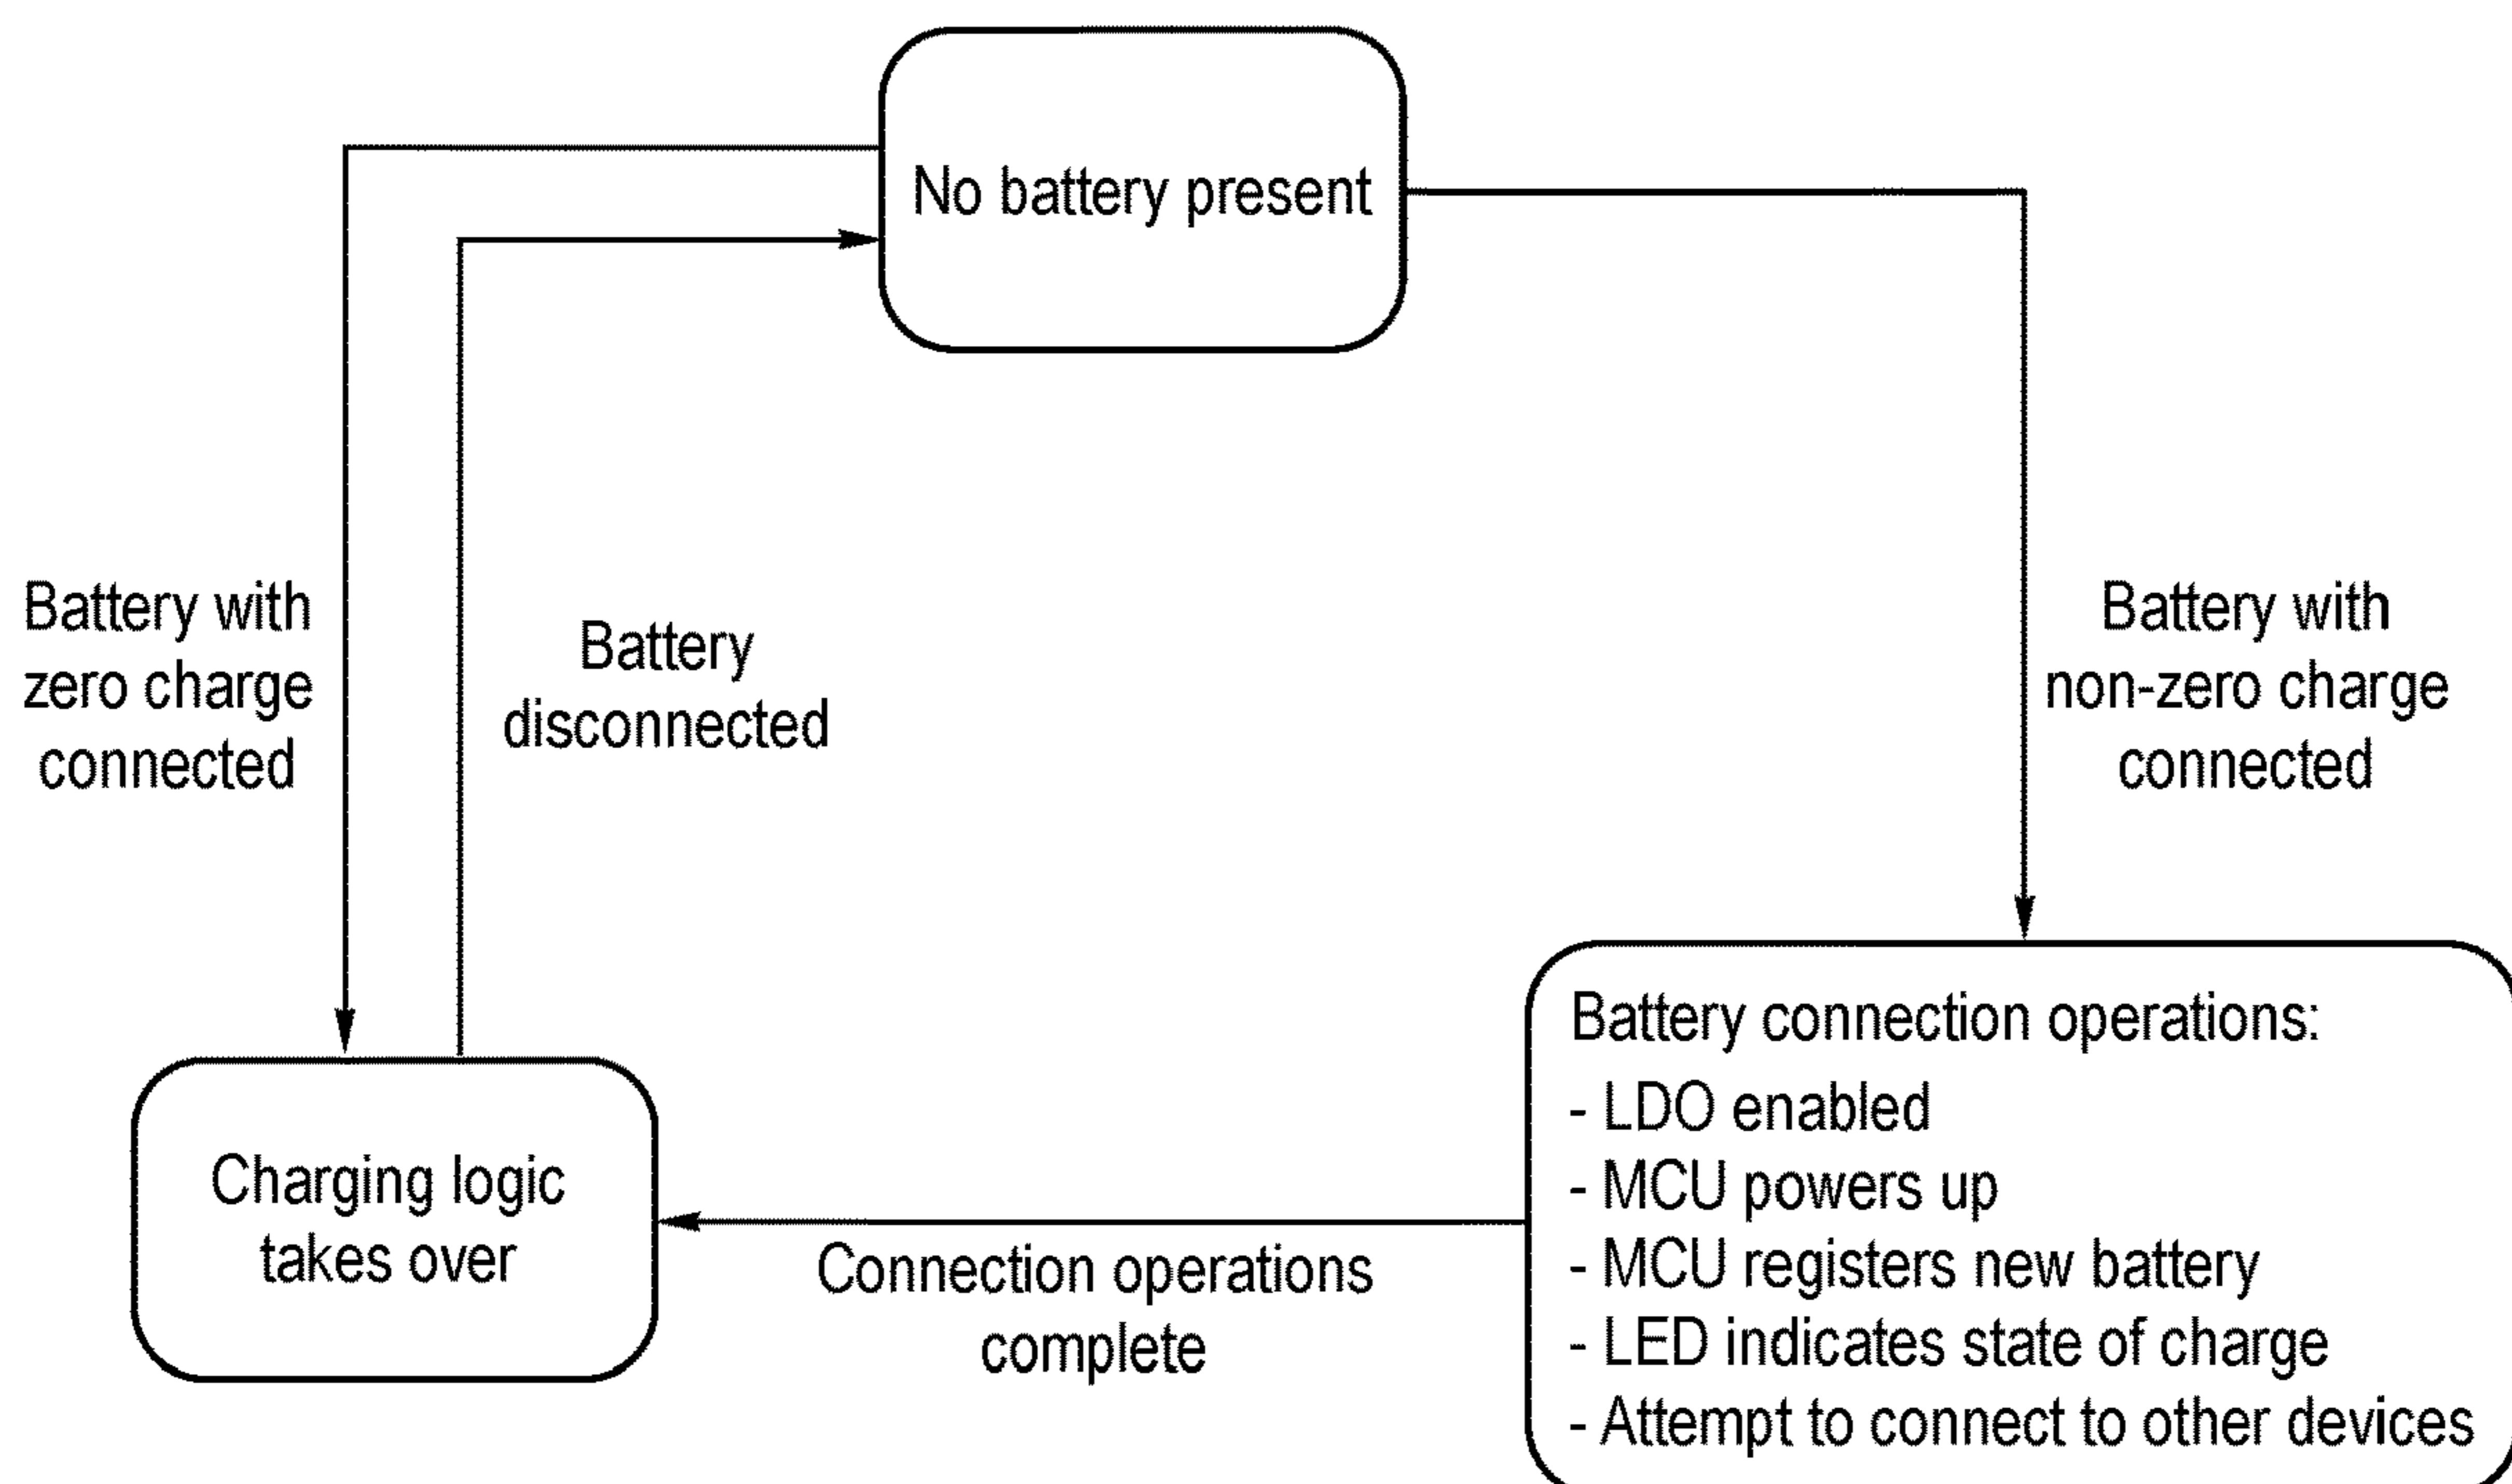 No battery present
Battery with
zero charge
connected
Battery
disconnected
Battery with
non-zero charge
connected
Charging logic
takes over
Connection operations
complete
Battery connection operations:
- LDO enabled
- MCU powers up
- MCU registers new battery
- LED indicates state of charge
- Attempt to connect to other devices